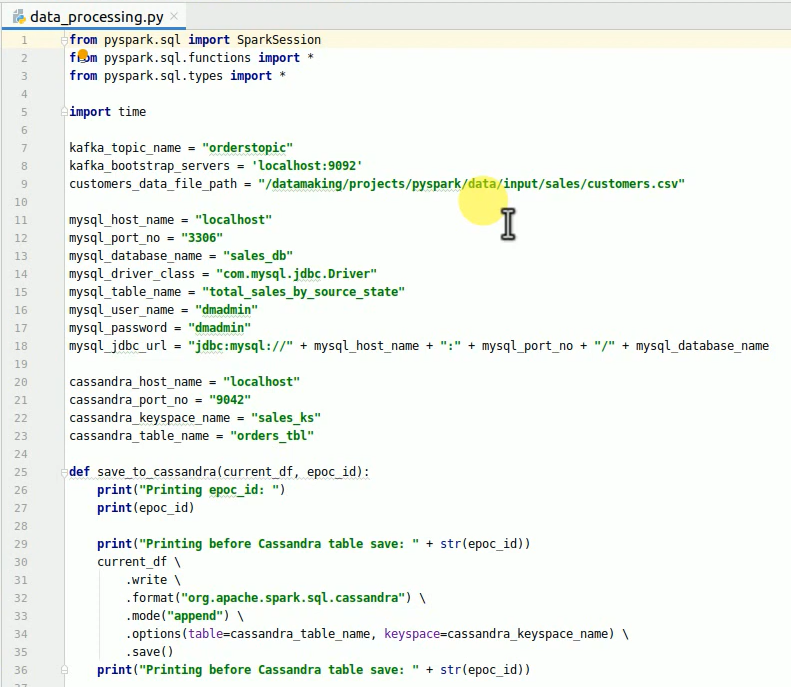 data_processing.py
1 from pyspark.sql import SparkSession
2 from pyspark.sql.functions import *
3 from pyspark.sql.types import *
4
5 import time
6
7 kafka_topic_name = "orderstopic"
8 kafka_bootstrap_servers = 'localhost:9092'
9 customers_data_file_path = "/datamaking/projects/pyspark/data/input/sales/customers.csv"
10
11 mysql_host_name = "localhost"
12 mysql_port_no = "3306"
13 mysql_database_name = "sales_db"
14 mysql_driver_class = "com.mysql.jdbc.Driver"
15 mysql_table_name = "total_sales_by_source_state"
16 mysql_user_name = "dmadmin"
17 mysql_password = "dmadmin"
18 mysql_jdbc_url = "jdbc:mysql://" + mysql_host_name + ":" + mysql_port_no + "/" + mysql_database_name
19
20 cassandra_host_name = "localhost"
21 cassandra_port_no = "9042"
22 cassandra_keyspace_name = "sales_ks"
23 cassandra_table_name = "orders_tbl"
24
25 def save_to_cassandra(current_df, epoc_id):
26     print("Printing epoc_id: ")
27     print(epoc_id)
28
29     print("Printing before Cassandra table save: " + str(epoc_id))
30     current_df \
31         .write \
32         .format("org.apache.spark.sql.cassandra") \
33         .mode("append") \
34         .options(table=cassandra_table_name, keyspace=cassandra_keyspace_name) \
35         .save()
36     print("Printing before Cassandra table save: " + str(epoc_id))
37